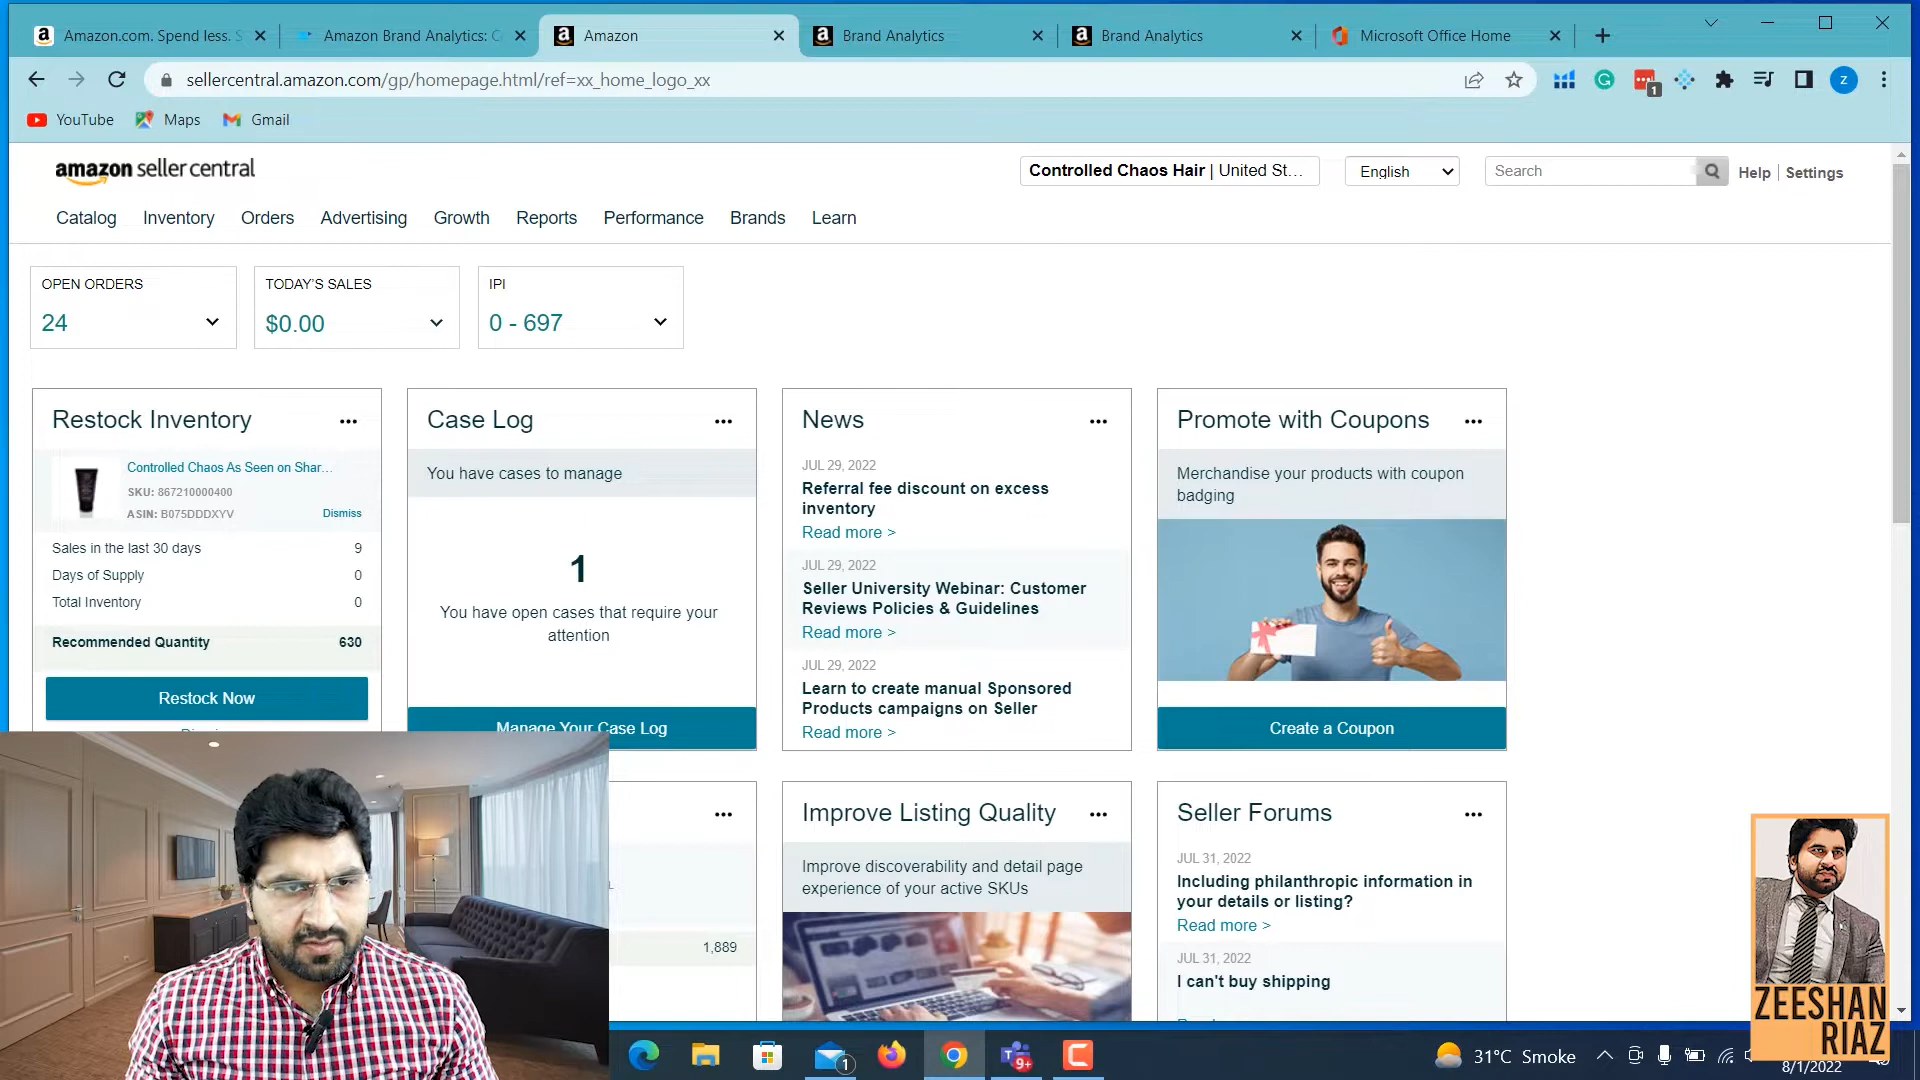 Amazon.com. Spend less. S
Amazon Brand Analytics: C
Amazon
Brand Analytics
Brand Analytics
Microsoft Office Home
sellercentral.amazon.com/gp/homepage.html/ref=xx_home_logo_xx
1
z
YouTube
Maps
Gmail
amazon seller central
Controlled Chaos Hair | United St...
English
Search
Help | Settings
Catalog
Inventory
Orders
Advertising
Growth
Reports
Performance
Brands
Learn
OPEN ORDERS
24
TODAY'S SALES
$0.00
IPI
0 - 697
Restock Inventory
Controlled Chaos As Seen on Shar...
SKU: 867210000400
ASIN: B075DDDXYV
Dismiss
Sales in the last 30 days 9
Days of Supply 0
Total Inventory 0
Recommended Quantity 630
Restock Now
Case Log
You have cases to manage
1
You have open cases that require your
attention
Manage Your Case Log
News
JUL 29, 2022
Referral fee discount on excess
inventory
Read more >
JUL 29, 2022
Seller University Webinar: Customer
Reviews Policies & Guidelines
Read more >
JUL 29, 2022
Learn to create manual Sponsored
Products campaigns on Seller
Read more >
Promote with Coupons
Merchandise your products with coupon
badging
Create a Coupon
1,889
Improve Listing Quality
Improve discoverability and detail page
experience of your active SKUs
Seller Forums
JUL 31, 2022
Including philanthropic information in
your details or listing?
Read more >
JUL 31, 2022
I can't buy shipping
ZEESHAN
RIAZ
1
9+
31°C Smoke
8/1/2022